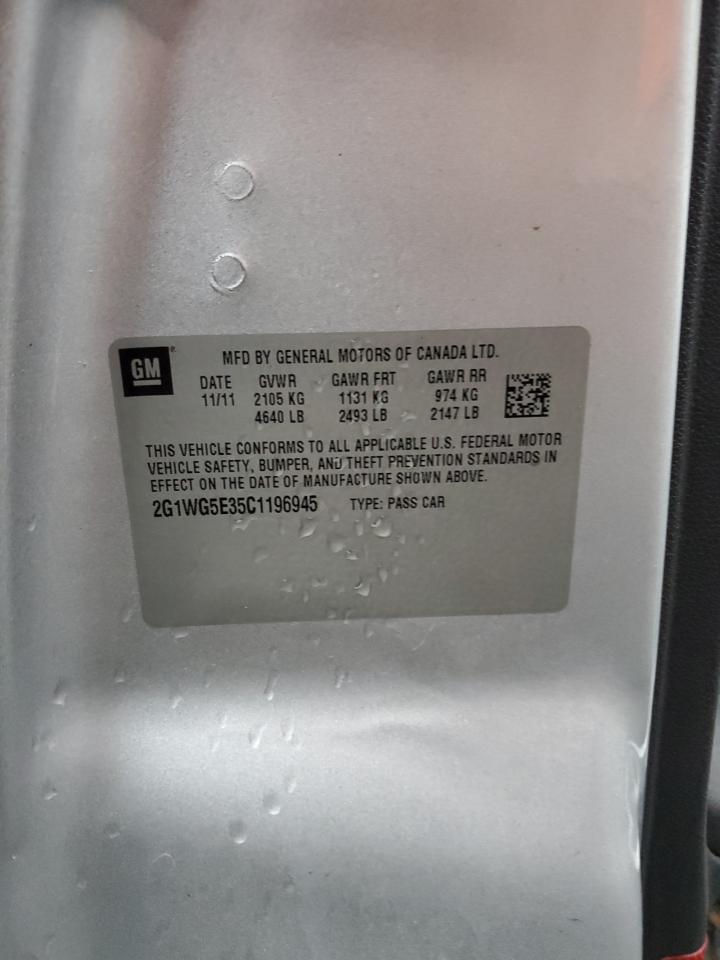 GM
MFD BY GENERAL MOTORS OF CANADA LTD.
DATE GVWR GAWR FRT GAWR RR
11/11 2105 KG 1131 KG 974 KG
4640 LB 2493 LB 2147 LB
THIS VEHICLE CONFORMS TO ALL APPLICABLE U.S. FEDERAL MOTOR
VEHICLE SAFETY, BUMPER, AND THEFT PREVENTION STANDARDS IN
EFFECT ON THE DATE OF MANUFACTURE SHOWN ABOVE.
2G1WG5E35C1196945 TYPE: PASS CAR